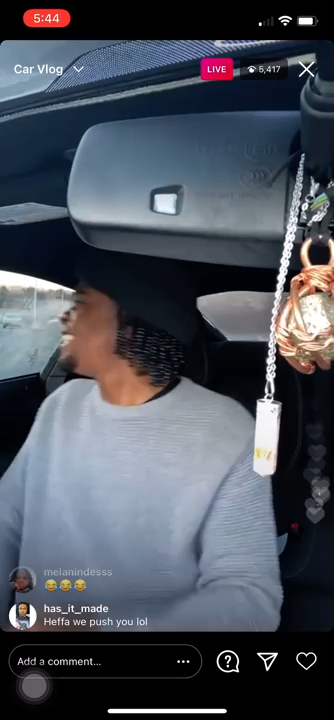 5:44
Car Vlog
LIVE
5,417
melanindesss
😂😂😂
has_it_made
Heffa we push you lol
Add a comment...